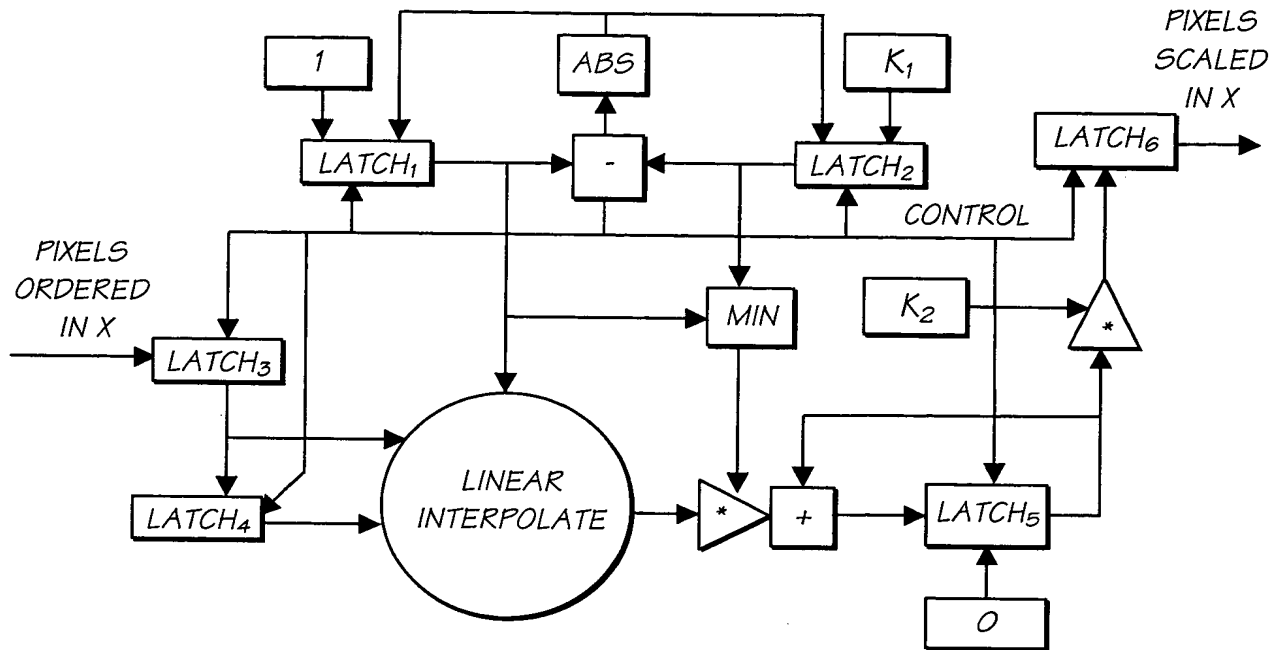 PIXELS
SCALED
IN X
1
ABS
K₁
LATCH₁
-
LATCH₂
LATCH₆
CONTROL
PIXELS
ORDERED
IN X
K₂
MIN
*
LATCH₃
LINEAR
INTERPOLATE
LATCH₄
*
+
LATCH₅
0